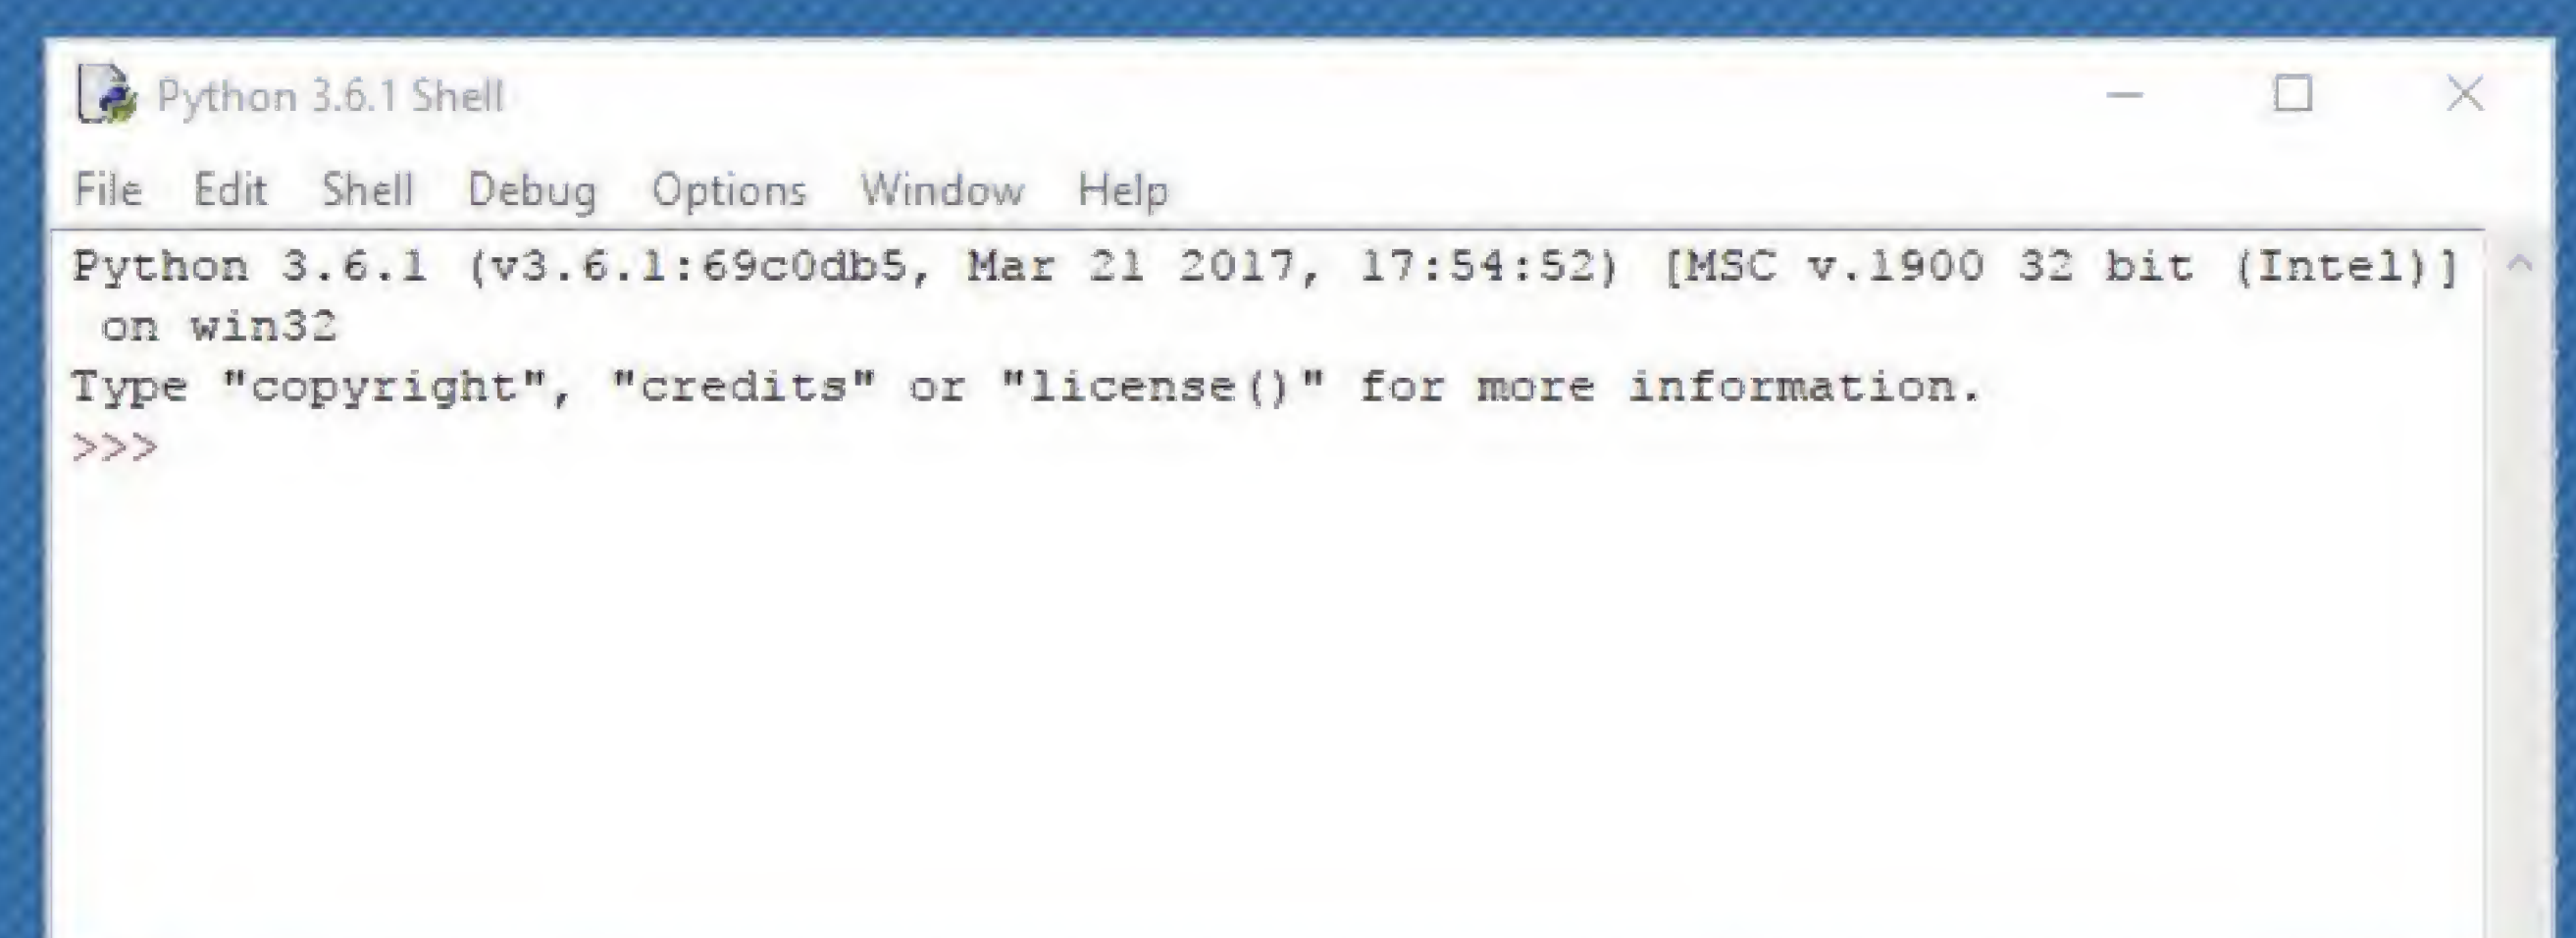 Python 3.6.1 Shell
File Edit Shell Debug Options Window Help
Python 3.6.1 (v3.6.1:69c0db5, Mar 21 2017, 17:54:52) [MSC v.1900 32 bit (Intel)]
on win32
Type "copyright", "credits" or "license()" for more information.
>>>